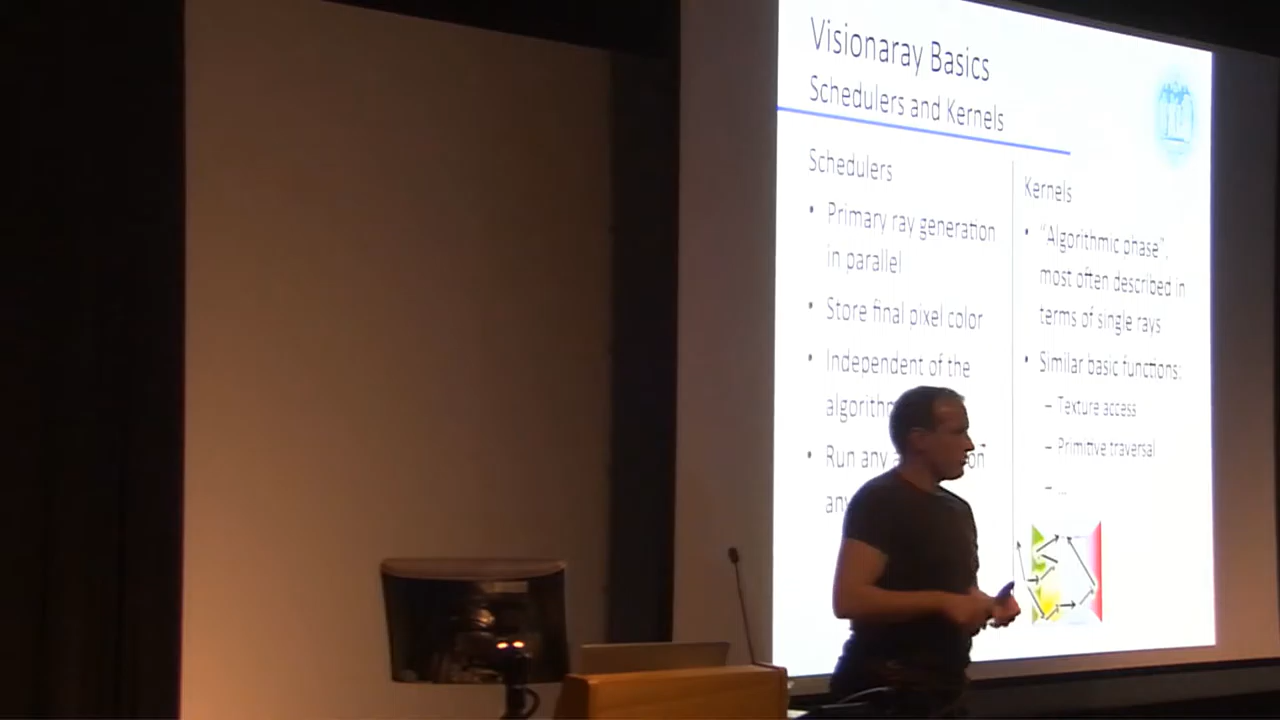 Visionaray Basics
Schedulers and Kernels
Schedulers
• Primary ray generation
in parallel
• Store final pixel color
• Independent of the
algorithm
• Run any
any
Kernels
• “Algorithmic phase”,
most often described in
terms of single rays
• Similar basic functions:
– Texture access
– Primitive traversal
– ...